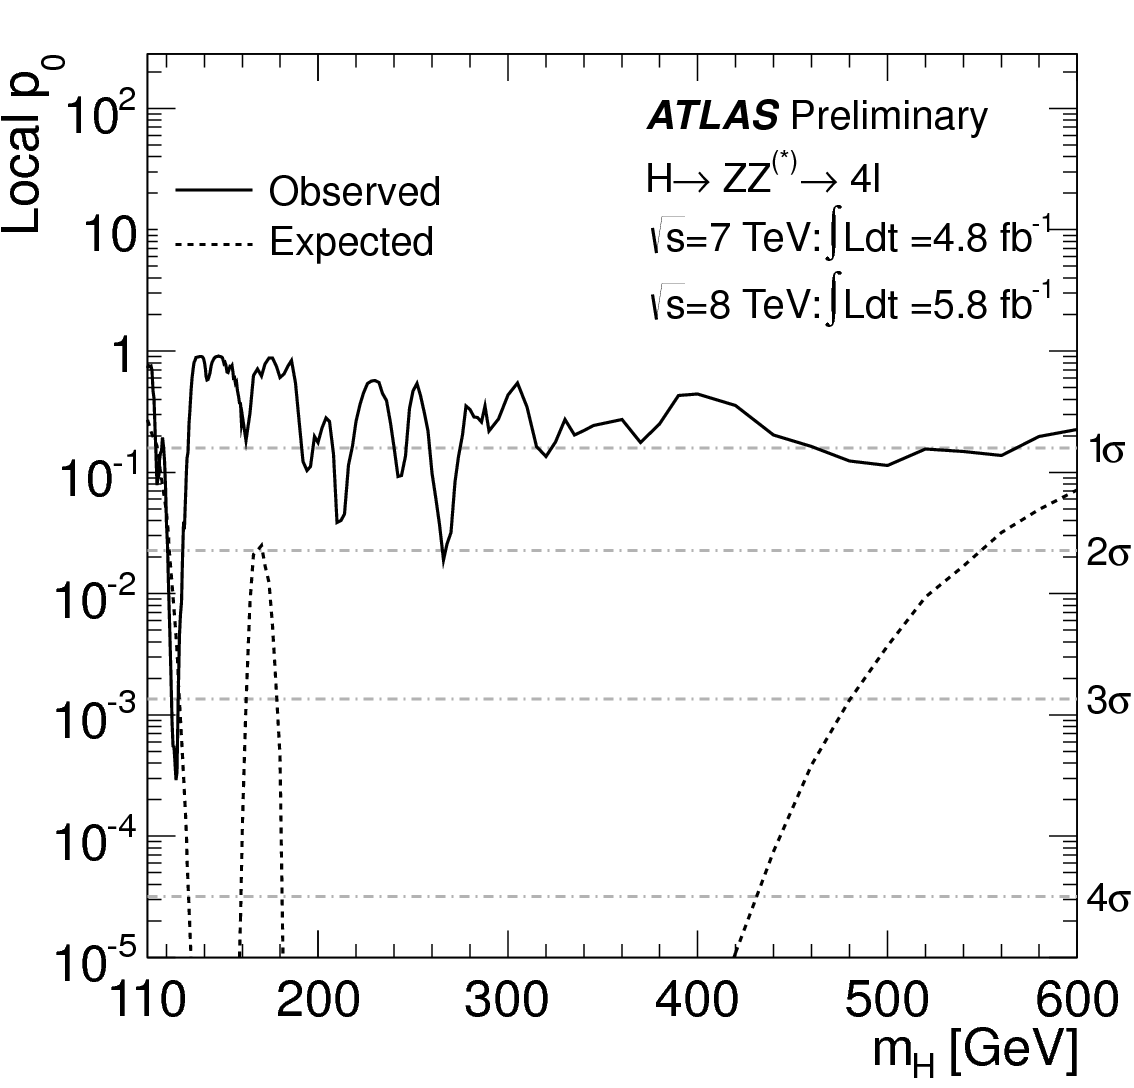 Local p0
10^2
10
1
10^-1
10^-2
10^-3
10^-4
10^-5
Observed
Expected
ATLAS Preliminary
H→ ZZ^(*)→ 4l
√s=7 TeV:∫Ldt =4.8 fb^-1
√s=8 TeV:∫Ldt =5.8 fb^-1
1σ
2σ
3σ
4σ
110 200 300 400 500 600
mH [GeV]